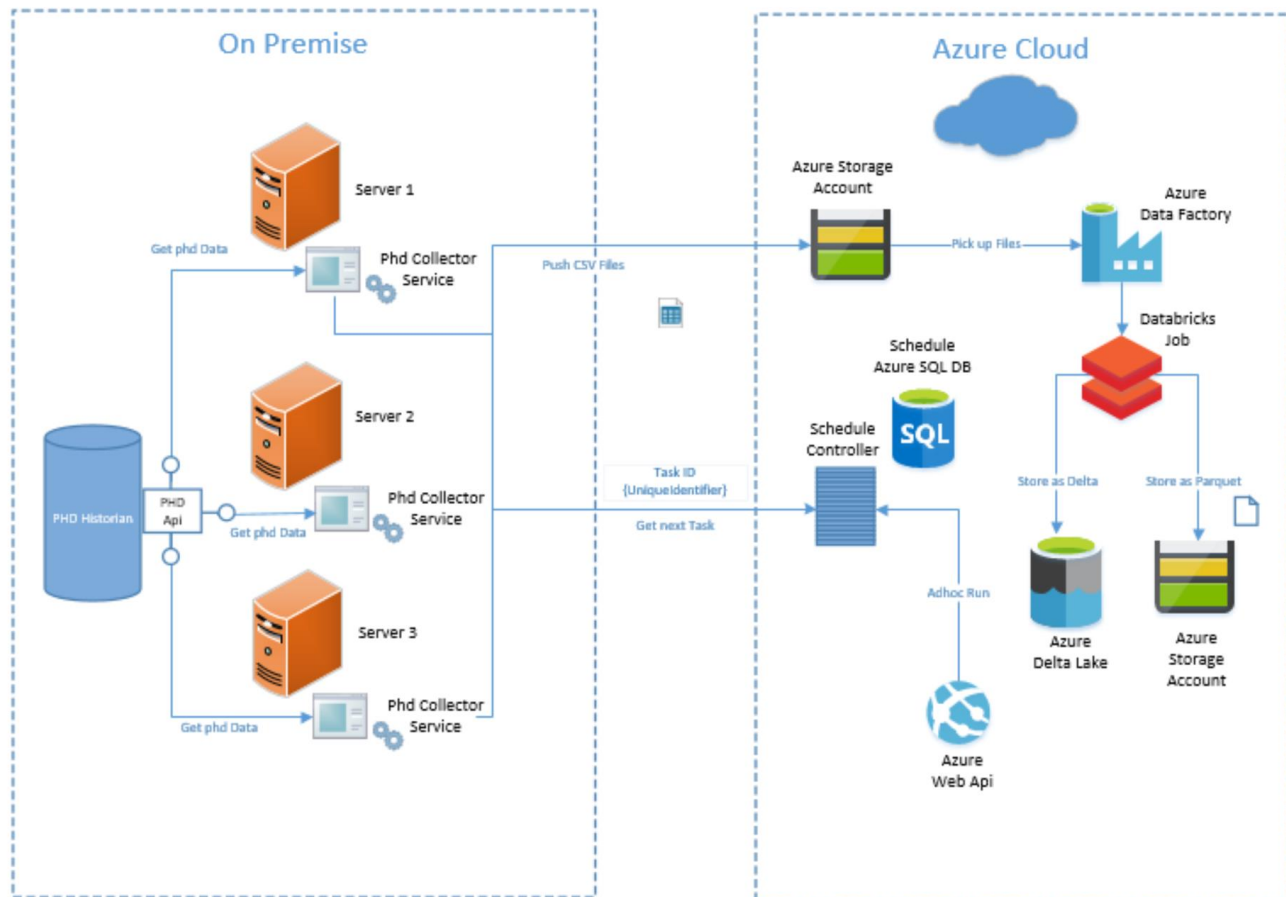 On Premise
Server 1
Get phd Data
Phd Collector
Service
Server 2
PHD Historian
PHD
Api
Phd Collector
Service
Get phd Data
Server 3
Phd Collector
Service
Get phd Data
Push CSV Files
Task ID
{UniqueIdentifier}
Get next Task
Azure Cloud
Azure Storage
Account
Azure
Data Factory
Pick up Files
Databricks
Job
Schedule
Azure SQL DB
SQL
Schedule
Controller
Store as Delta
Store as Parquet
Adhoc Run
Azure
Delta Lake
Azure
Storage
Account
Azure
Web Api